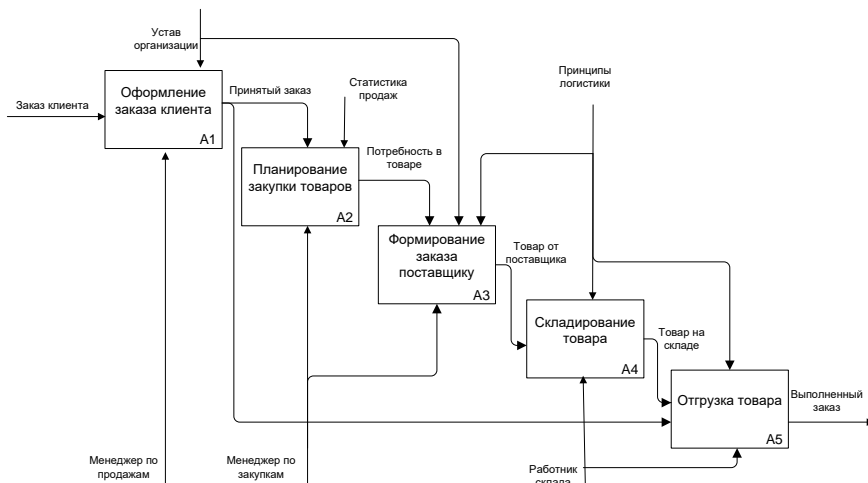 Устав
организации
Заказ клиента
Оформление
заказа клиента
A1
Принятый заказ
Статистика
продаж
Принципы
логистики
Планирование
закупки товаров
A2
Потребность в
товаре
Формирование
заказа
поставщику
A3
Товар от
поставщика
Складирование
товара
A4
Товар на
складе
Отгрузка товара
A5
Выполненный
заказ
Менеджер по
продажам
Менеджер по
закупкам
Работник
склада